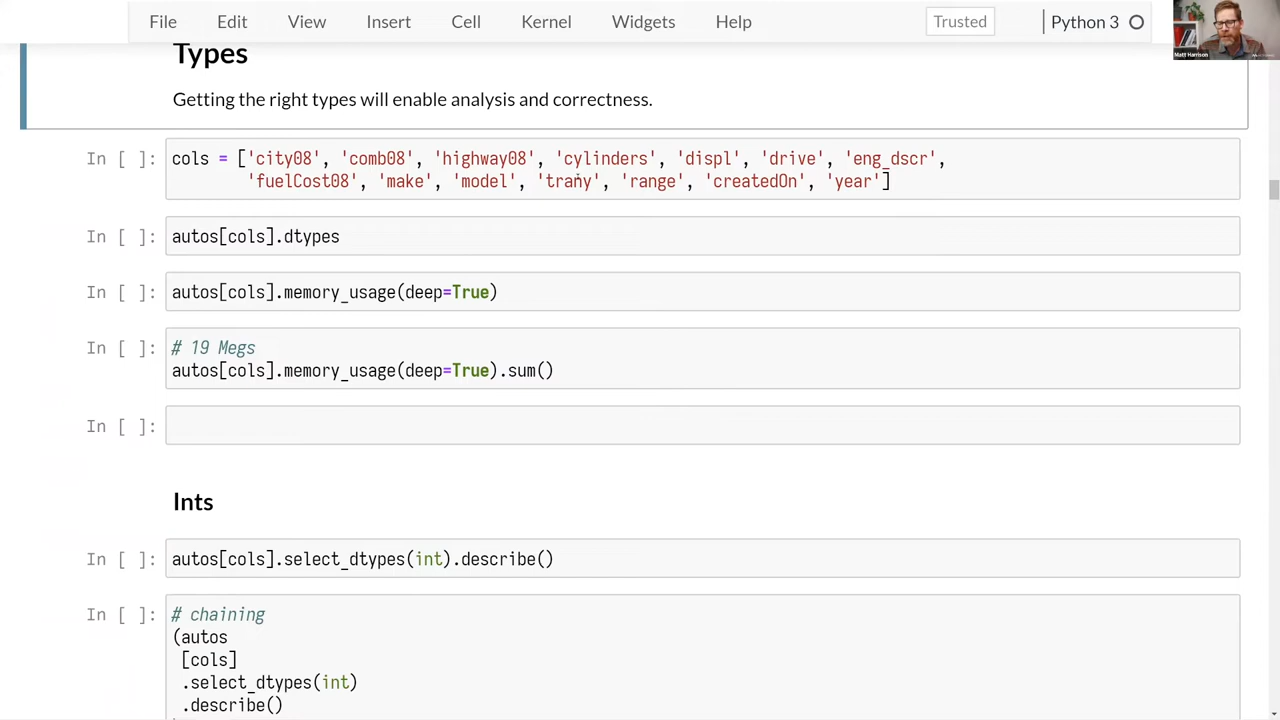 File Edit View Insert Cell Kernel Widgets Help Trusted Python 3
Matt Harrison
Types
Getting the right types will enable analysis and correctness.
In [ ]: cols = ['city08', 'comb08', 'highway08', 'cylinders', 'displ', 'drive', 'eng_dscr',
'fuelCost08', 'make', 'model', 'trany', 'range', 'createdOn', 'year']
In [ ]: autos[cols].dtypes
In [ ]: autos[cols].memory_usage(deep=True)
In [ ]: # 19 Megs
autos[cols].memory_usage(deep=True).sum()
In [ ]:
Ints
In [ ]: autos[cols].select_dtypes(int).describe()
In [ ]: # chaining
(autos
[cols]
.select_dtypes(int)
.describe()